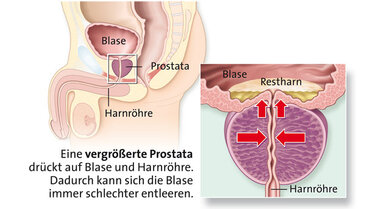 Blase
Prostata
Harnröhre
Eine vergrößerte Prostata
drückt auf Blase und Harnröhre.
Dadurch kann sich die Blase
immer schlechter entleeren.
Blase
Restharn
Harnröhre